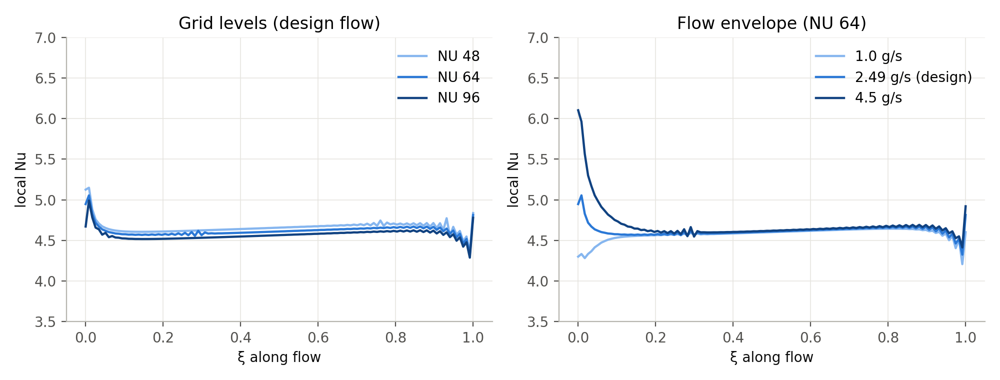 Grid levels (design flow)
local Nu
7.0
6.5
6.0
5.5
5.0
4.5
4.0
3.5
NU 48
NU 64
NU 96
0.0 0.2 0.4 0.6 0.8 1.0
ξ along flow
Flow envelope (NU 64)
local Nu
7.0
6.5
6.0
5.5
5.0
4.5
4.0
3.5
1.0 g/s
2.49 g/s (design)
4.5 g/s
0.0 0.2 0.4 0.6 0.8 1.0
ξ along flow